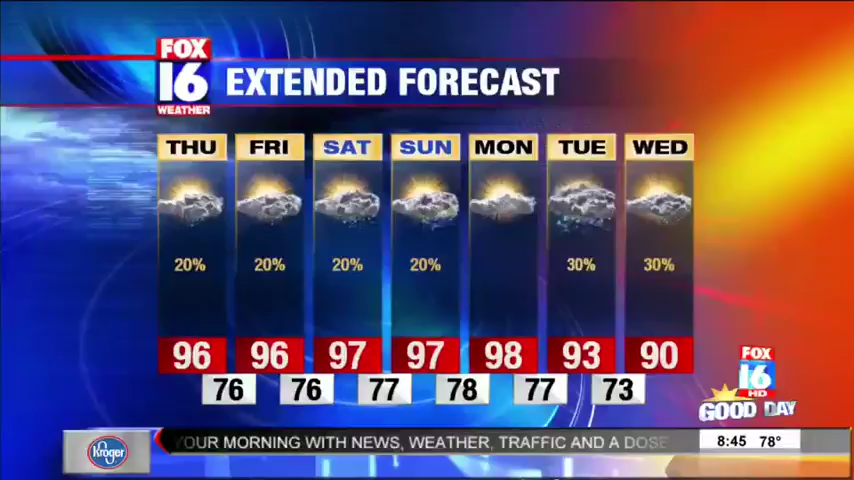 FOX
16
WEATHER
EXTENDED FORECAST
THU FRI SAT SUN MON TUE WED
20% 20% 20% 20% 30% 30%
96 96 97 97 98 93 90
76 76 77 78 77 73
FOX
16
HD
GOOD DAY
Kroger
YOUR MORNING WITH NEWS, WEATHER, TRAFFIC AND A DOSE
8:45 78°